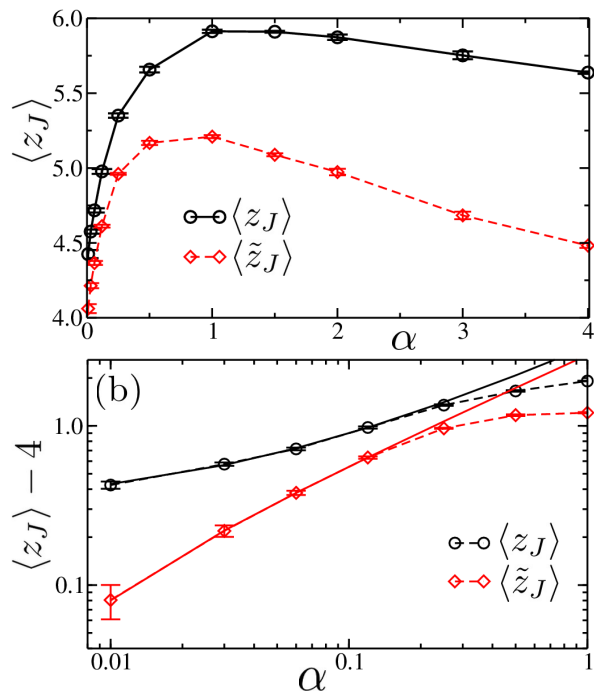 6.0
5.5
5.0
4.5
4.0
⟨z_J⟩
⟨z_J⟩
⟨z̃_J⟩
0 1 2 3 4
α
(b)
1.0
0.1
⟨z_J⟩ − 4
⟨z_J⟩
⟨z̃_J⟩
0.01 0.1 1
α